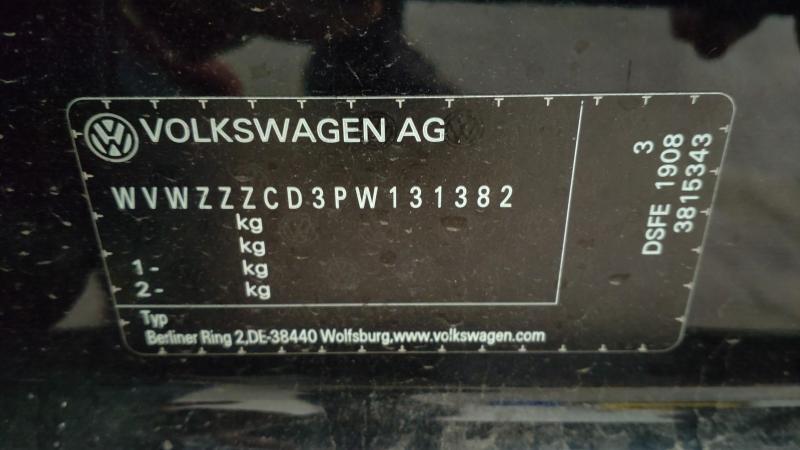 VOLKSWAGEN AG
WVWZZZCD3PW131382
kg
kg
1- kg
2- kg
Typ
Berliner Ring 2,DE-38440 Wolfsburg,www.volkswagen.com
3
DSFE 1908
3815343